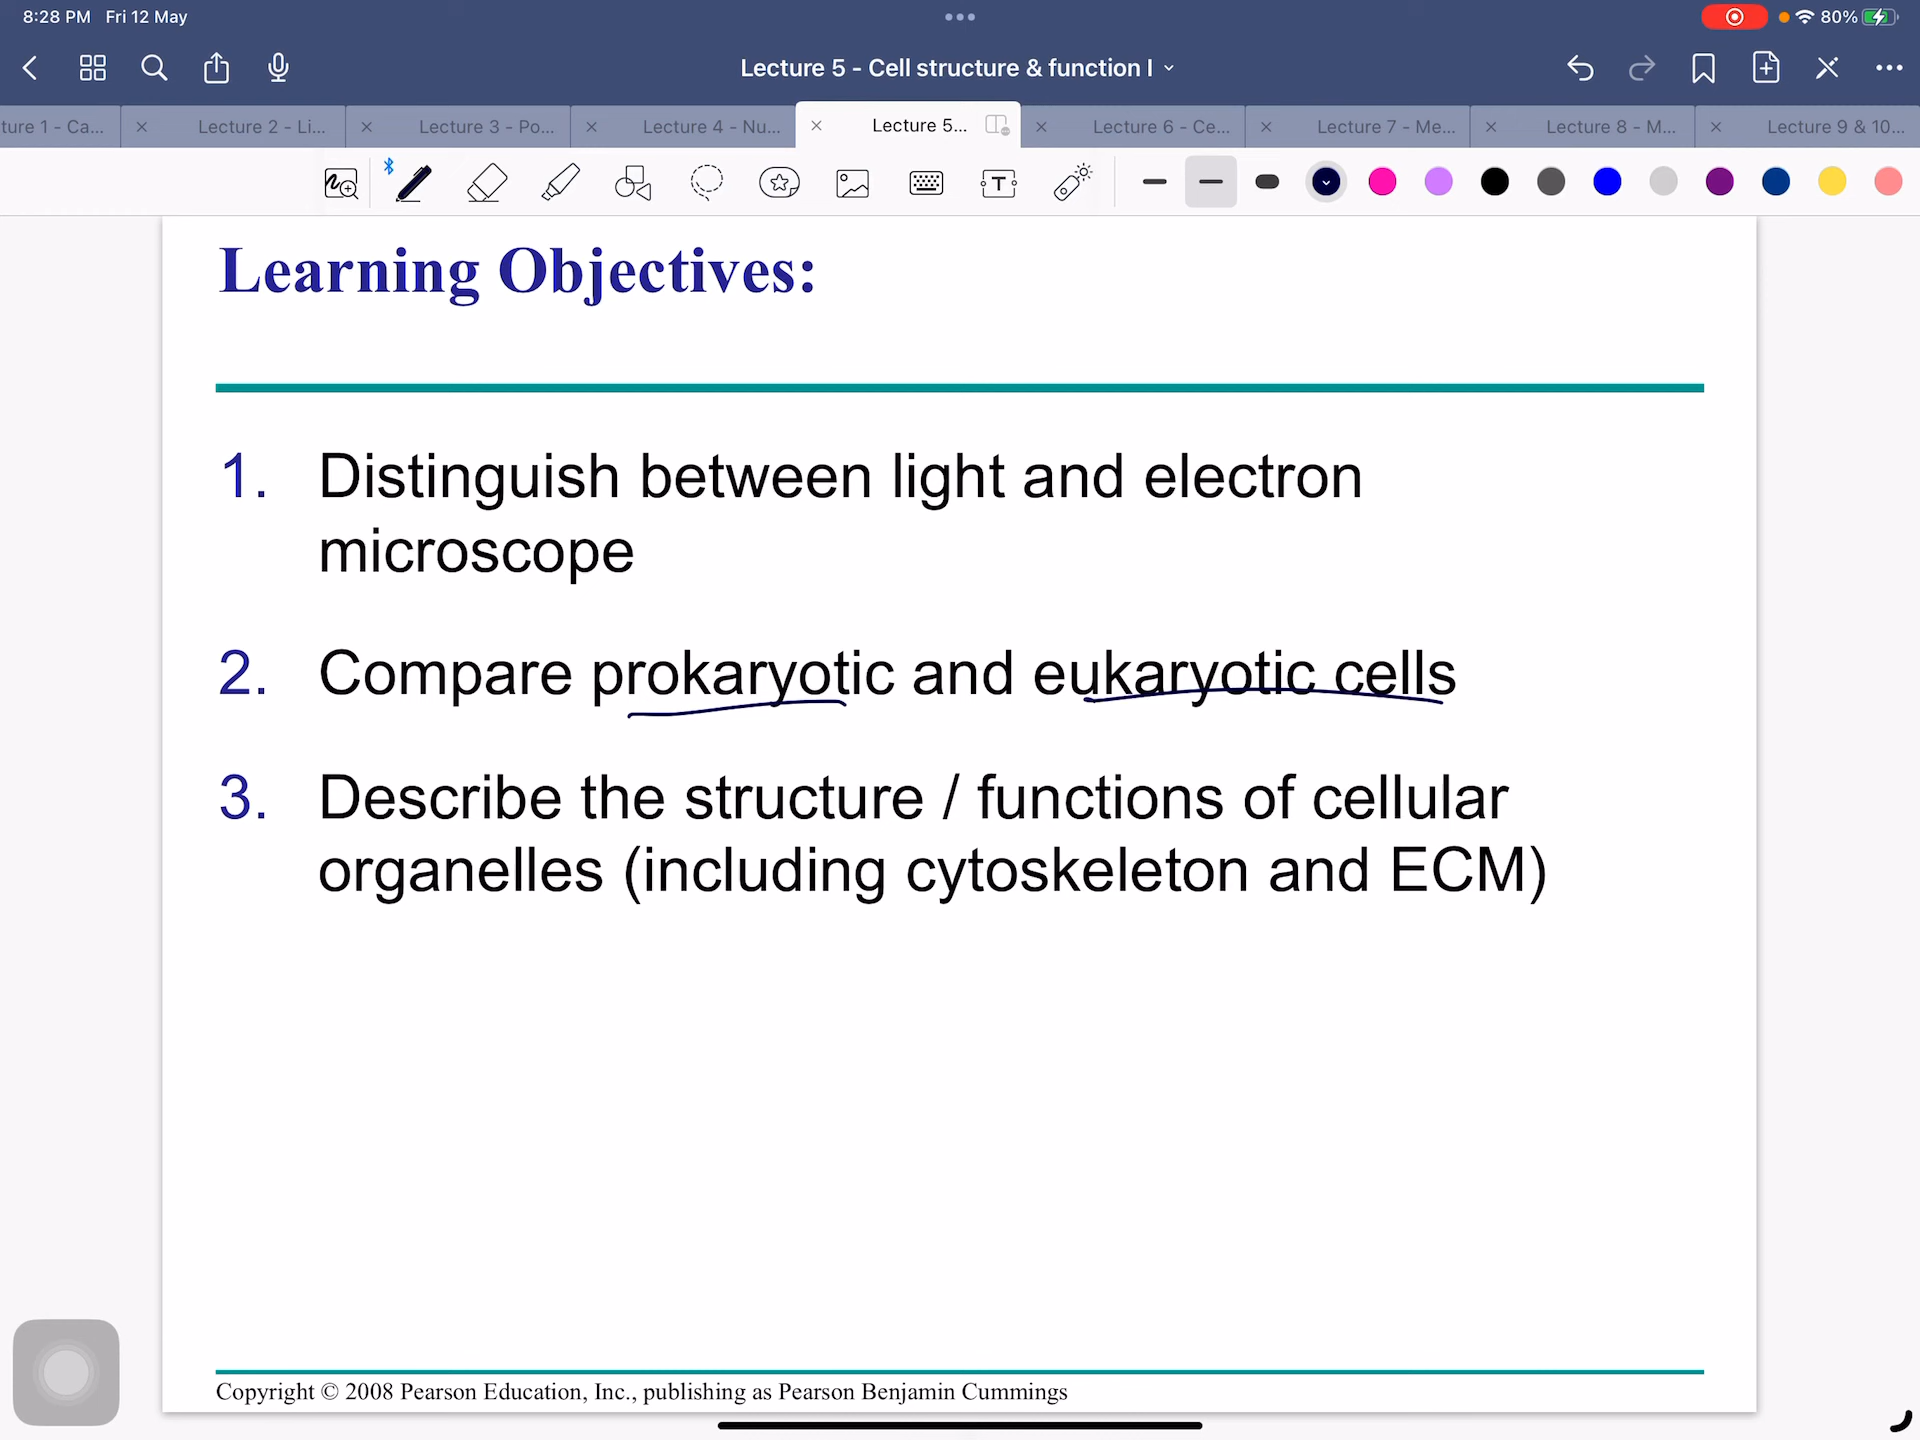 8:28 PM Fri 12 May
80%
Lecture 5 - Cell structure & function I
ture 1 - Ca...
Lecture 2 - Li...
Lecture 3 - Po...
Lecture 4 - Nu...
Lecture 5...
Lecture 6 - Ce...
Lecture 7 - Me...
Lecture 8 - M...
Lecture 9 & 10...
Learning Objectives:
1. Distinguish between light and electron
microscope
2. Compare prokaryotic and eukaryotic cells
3. Describe the structure / functions of cellular
organelles (including cytoskeleton and ECM)
Copyright © 2008 Pearson Education, Inc., publishing as Pearson Benjamin Cummings